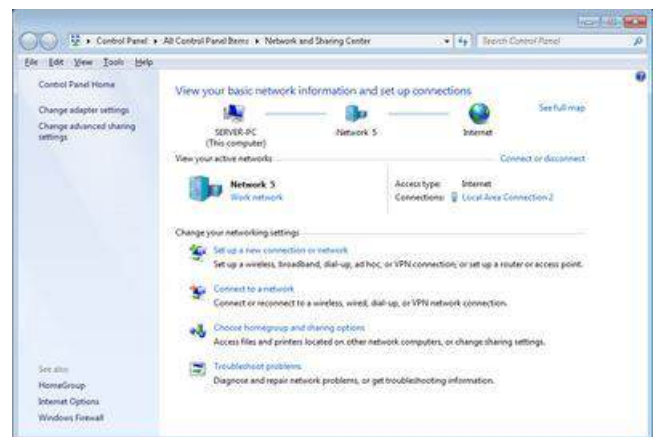 Control Panel ▸ All Control Panel Items ▸ Network and Sharing Center
Search Control Panel
File Edit View Tools Help
Control Panel Home
Change adapter settings
Change advanced sharing
settings
See also
HomeGroup
Internet Options
Windows Firewall
View your basic network information and set up connections
SERVER-PC
(This computer)
Network 5
Internet
See full map
View your active networks
Connect or disconnect
Network 5
Work network
Access type: Internet
Connections: Local Area Connection 2
Change your networking settings
Set up a new connection or network
Set up a wireless, broadband, dial-up, ad hoc, or VPN connection; or set up a router or access point.
Connect to a network
Connect or reconnect to a wireless, wired, dial-up, or VPN network connection.
Choose homegroup and sharing options
Access files and printers located on other network computers, or change sharing settings.
Troubleshoot problems
Diagnose and repair network problems, or get troubleshooting information.